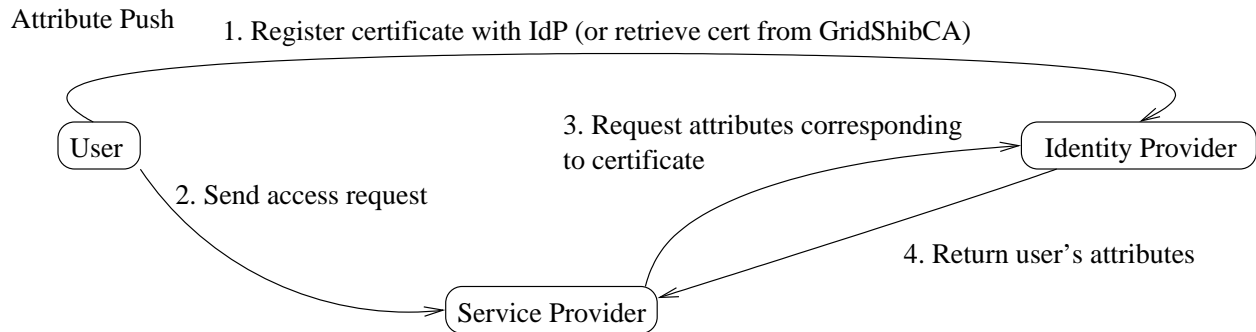 Attribute Push
1. Register certificate with IdP (or retrieve cert from GridShibCA)
User
3. Request attributes corresponding
to certificate
Identity Provider
2. Send access request
4. Return user's attributes
Service Provider